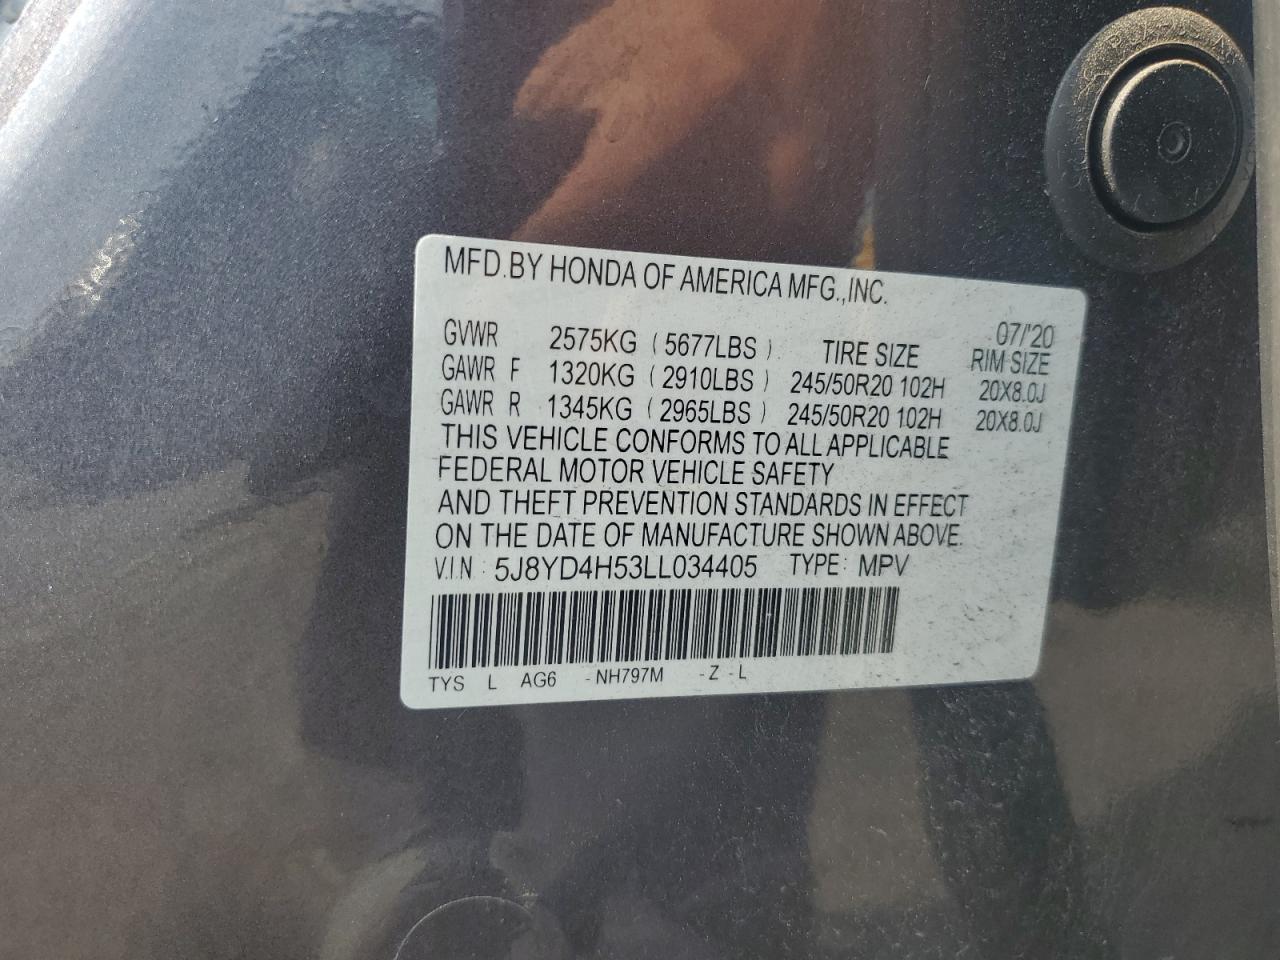 MFD.BY HONDA OF AMERICA MFG.,INC.
07/'20
GVWR 2575KG (5677LBS) TIRE SIZE RIM SIZE
GAWR F 1320KG (2910LBS) 245/50R20 102H 20X8.0J
GAWR R 1345KG (2965LBS) 245/50R20 102H 20X8.0J
THIS VEHICLE CONFORMS TO ALL APPLICABLE
FEDERAL MOTOR VEHICLE SAFETY
AND THEFT PREVENTION STANDARDS IN EFFECT
ON THE DATE OF MANUFACTURE SHOWN ABOVE.
V.I.N 5J8YD4H53LL034405 TYPE: MPV
TYS L AG6 -NH797M -Z -L